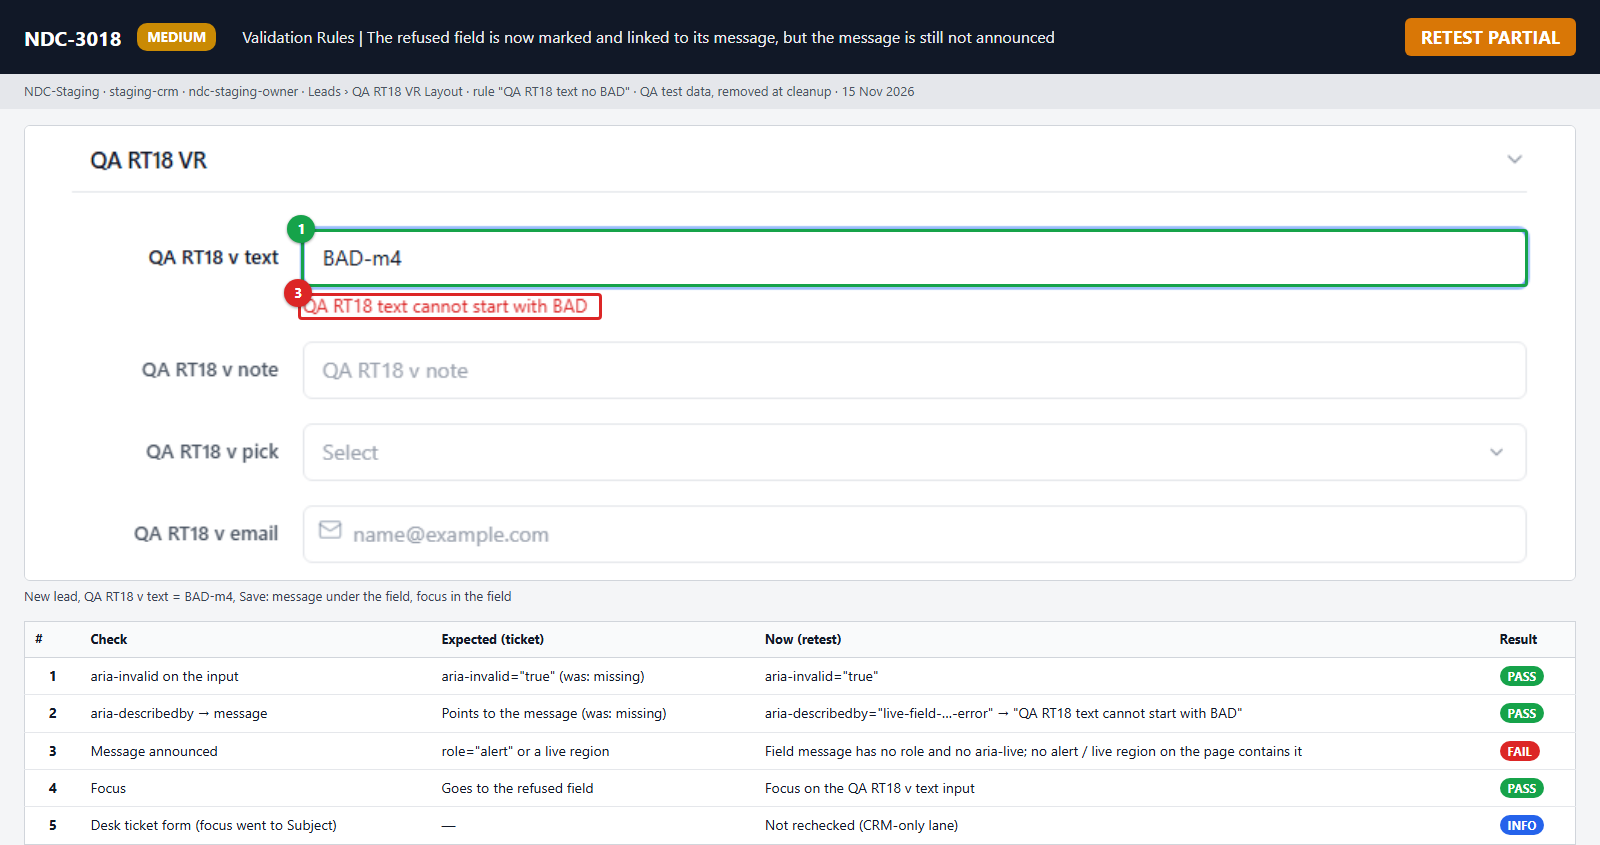 NDC-3018 MEDIUM Validation Rules | The refused field is now marked and linked to its message, but the message is still not announced RETEST PARTIAL
NDC-Staging · staging-crm · ndc-staging-owner · Leads › QA RT18 VR Layout · rule "QA RT18 text no BAD" · QA test data, removed at cleanup · 15 Nov 2026
QA RT18 VR
1
QA RT18 v text BAD-m4
3
QA RT18 text cannot start with BAD
QA RT18 v note QA RT18 v note
QA RT18 v pick Select
QA RT18 v email name@example.com
New lead, QA RT18 v text = BAD-m4, Save: message under the field, focus in the field
# Check Expected (ticket) Now (retest) Result
1 aria-invalid on the input aria-invalid="true" (was: missing) aria-invalid="true" PASS
2 aria-describedby → message Points to the message (was: missing) aria-describedby="live-field-...-error" → "QA RT18 text cannot start with BAD" PASS
3 Message announced role="alert" or a live region Field message has no role and no aria-live; no alert / live region on the page contains it FAIL
4 Focus Goes to the refused field Focus on the QA RT18 v text input PASS
5 Desk ticket form (focus went to Subject) — Not rechecked (CRM-only lane) INFO